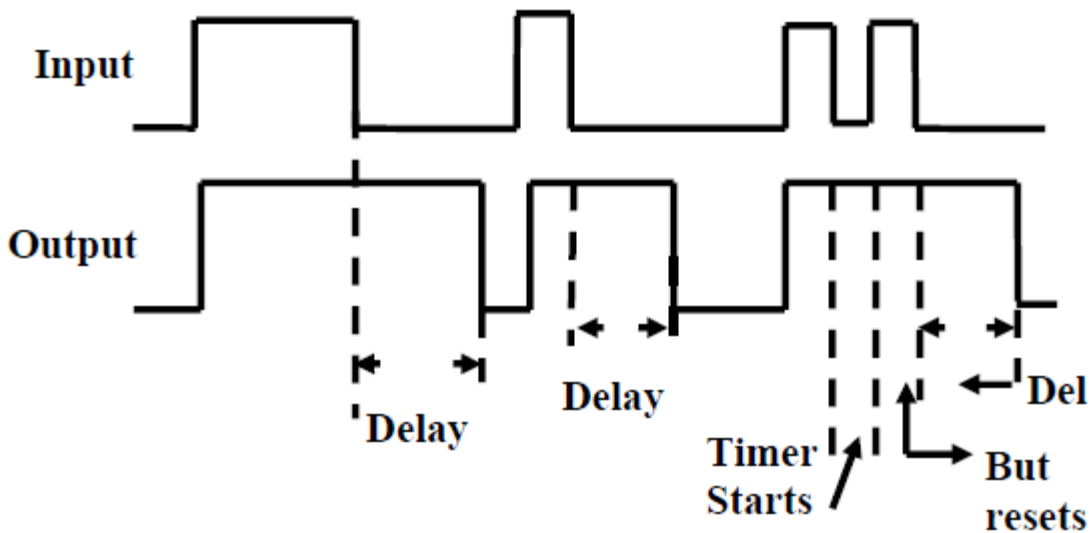 Input
Output
Delay
Delay
Del
Timer
Starts
But
resets